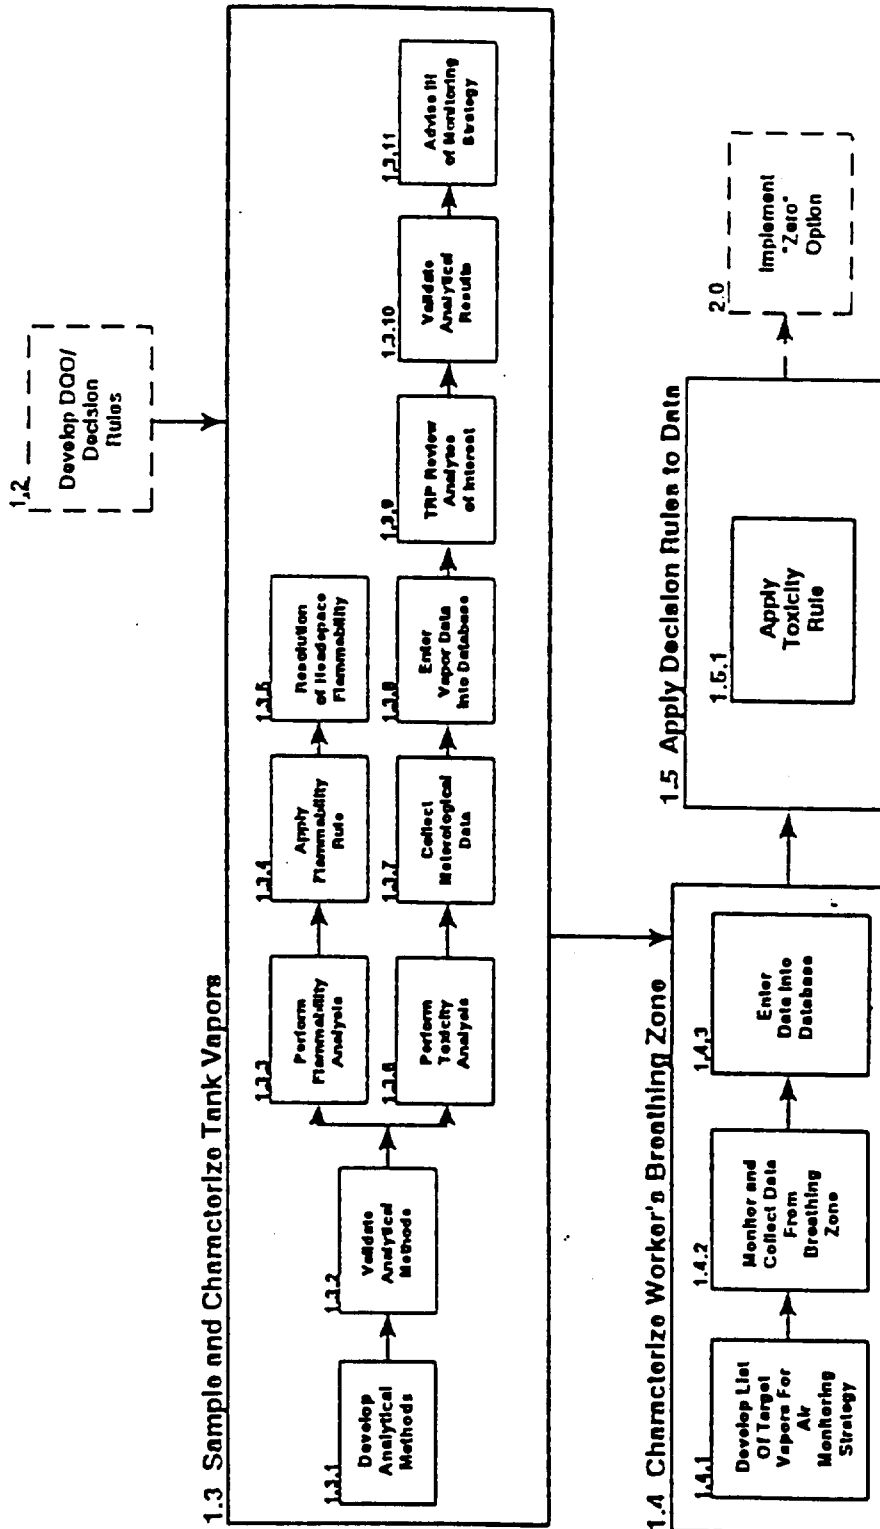 1.2
Develop DQO/
Decision
Rules
1.3 Sample and Characterize Tank Vapors
1.3.1
Develop
Analytical
Methods
1.3.2
Validate
Analytical
Methods
1.3.3
Perform
Flammability
Analysis
1.3.4
Apply
Flammability
Rule
1.3.5
Resolution
of Headspace
Flammability
1.3.6
Perform
Toxicity
Analysis
1.3.7
Collect
Meterological
Data
1.3.8
Enter
Vapor Data
Into Database
1.3.9
TRP Review
Analytes
of Interest
1.3.10
Validate
Analytical
Results
1.3.11
Advise IH
of Monitoring
Strategy
1.4 Characterize Worker's Breathing Zone
1.4.1
Develop List
Of Target
Vapors For
Air
Monitoring
Strategy
1.4.2
Monitor and
Collect Data
From
Breathing
Zone
1.4.3
Enter
Data Into
Database
1.5 Apply Decision Rules to Data
1.5.1
Apply
Toxicity
Rule
2.0
Implement
"Zero"
Option